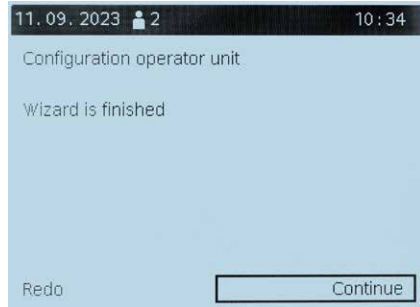 11.09.2023 2 10:34
Configuration operator unit
Wizard is finished
Redo Continue